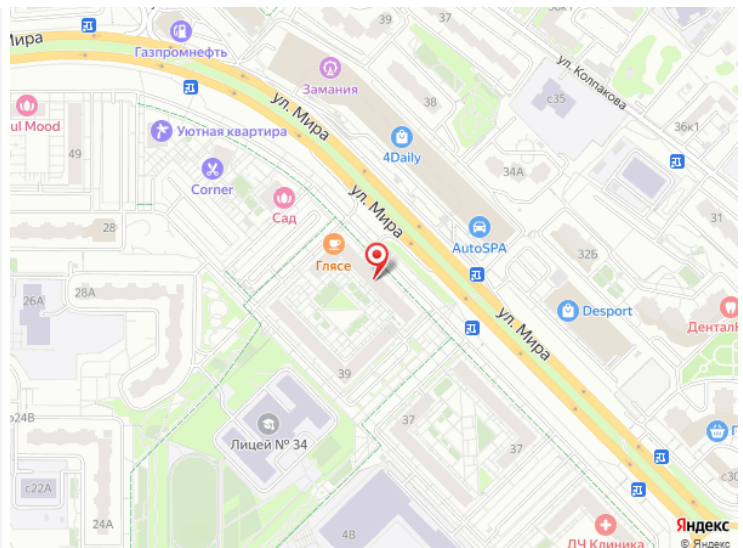 Мира
Газпромнефть
39
37
30к1
Замания
ул. Колпакова
ul Mood
Уютная квартира
ул. Мира
38
с35
36к1
49
4Daily
34А
Corner
Сад
ул. Мира
31
28
Глясе
AutoSPA
32Б
26А
28А
Desport
ул. Мира
39
37
24В
Лицей № 34
37
с22А
24А
4В
ЛЧ Клиника
Яндекс
© Яндекс